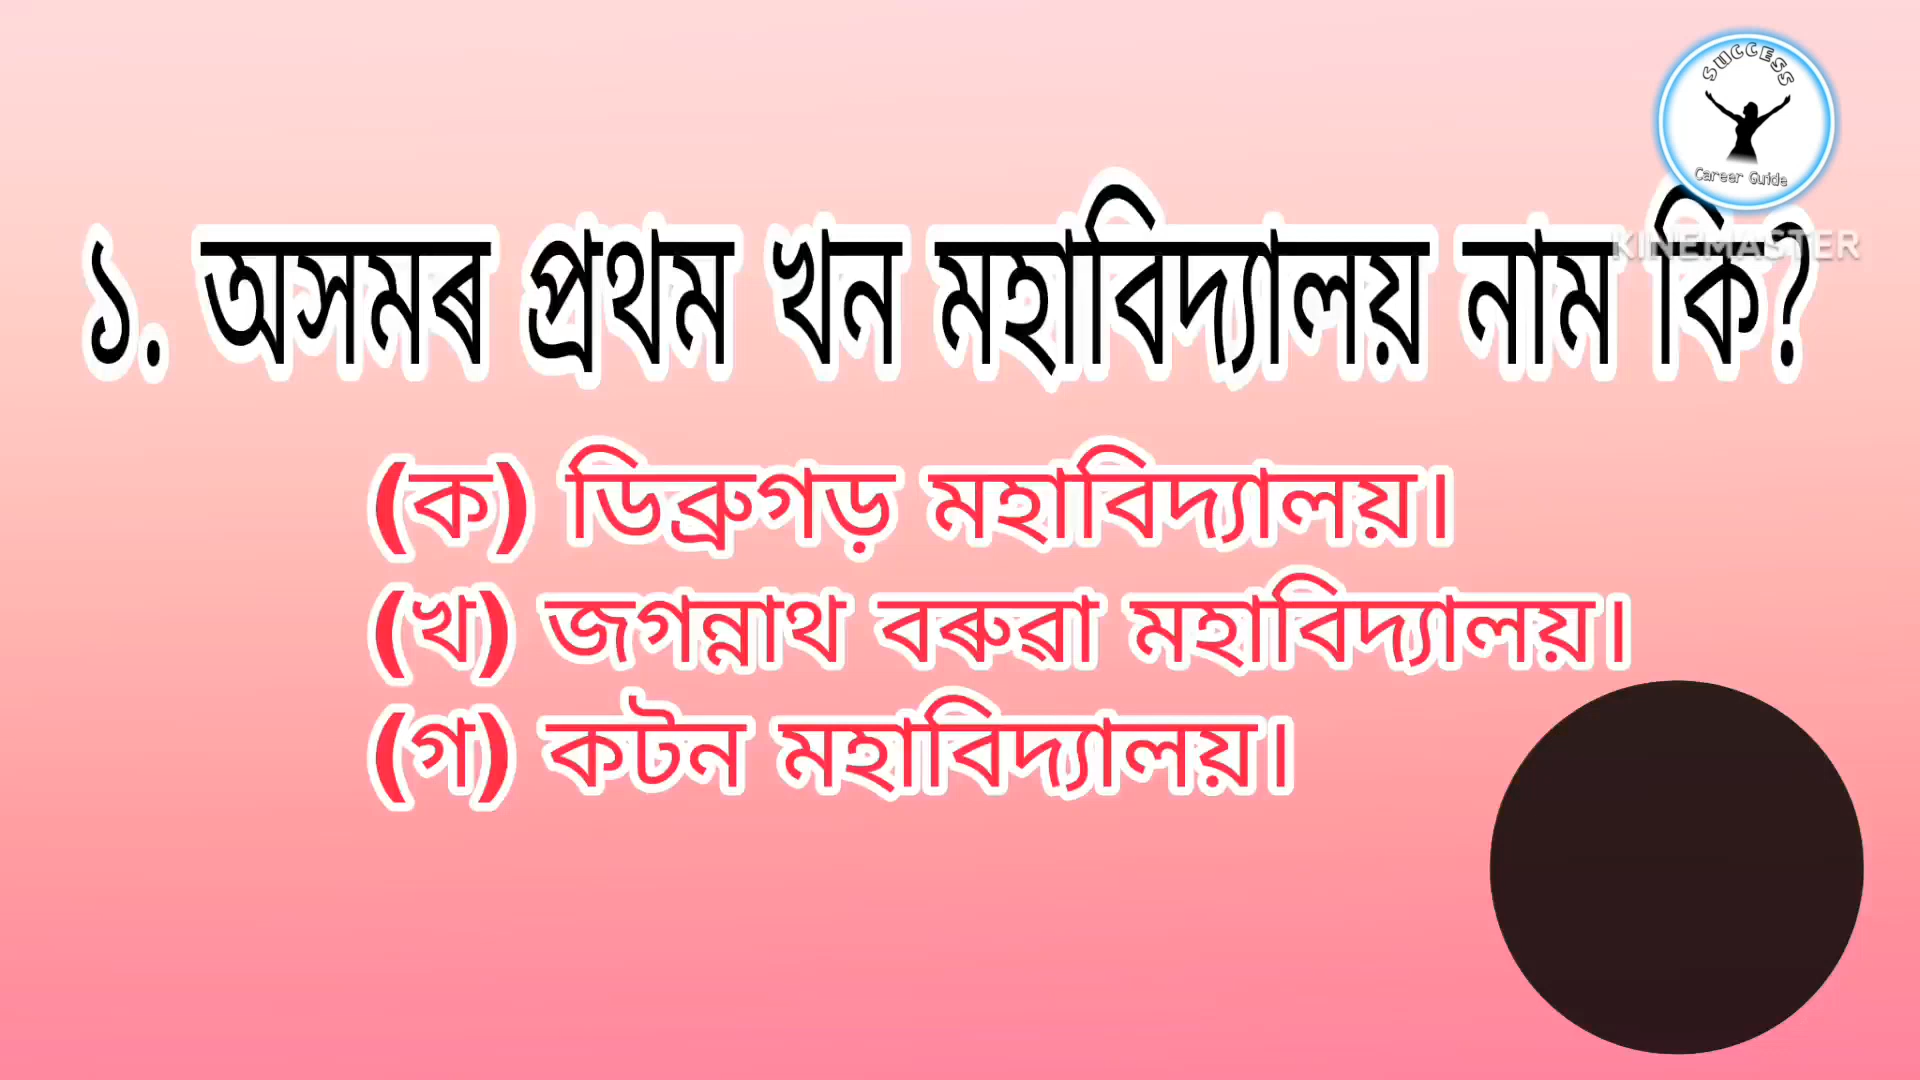 SUCCESS
Career Guide
KINEMASTER
১. অসমৰ প্ৰথম খন মহাবিদ্যালয় নাম কি?
(ক) ডিব্ৰুগড় মহাবিদ্যালয়।
(খ) জগন্নাথ বৰুৱা মহাবিদ্যালয়।
(গ) কটন মহাবিদ্যালয়।